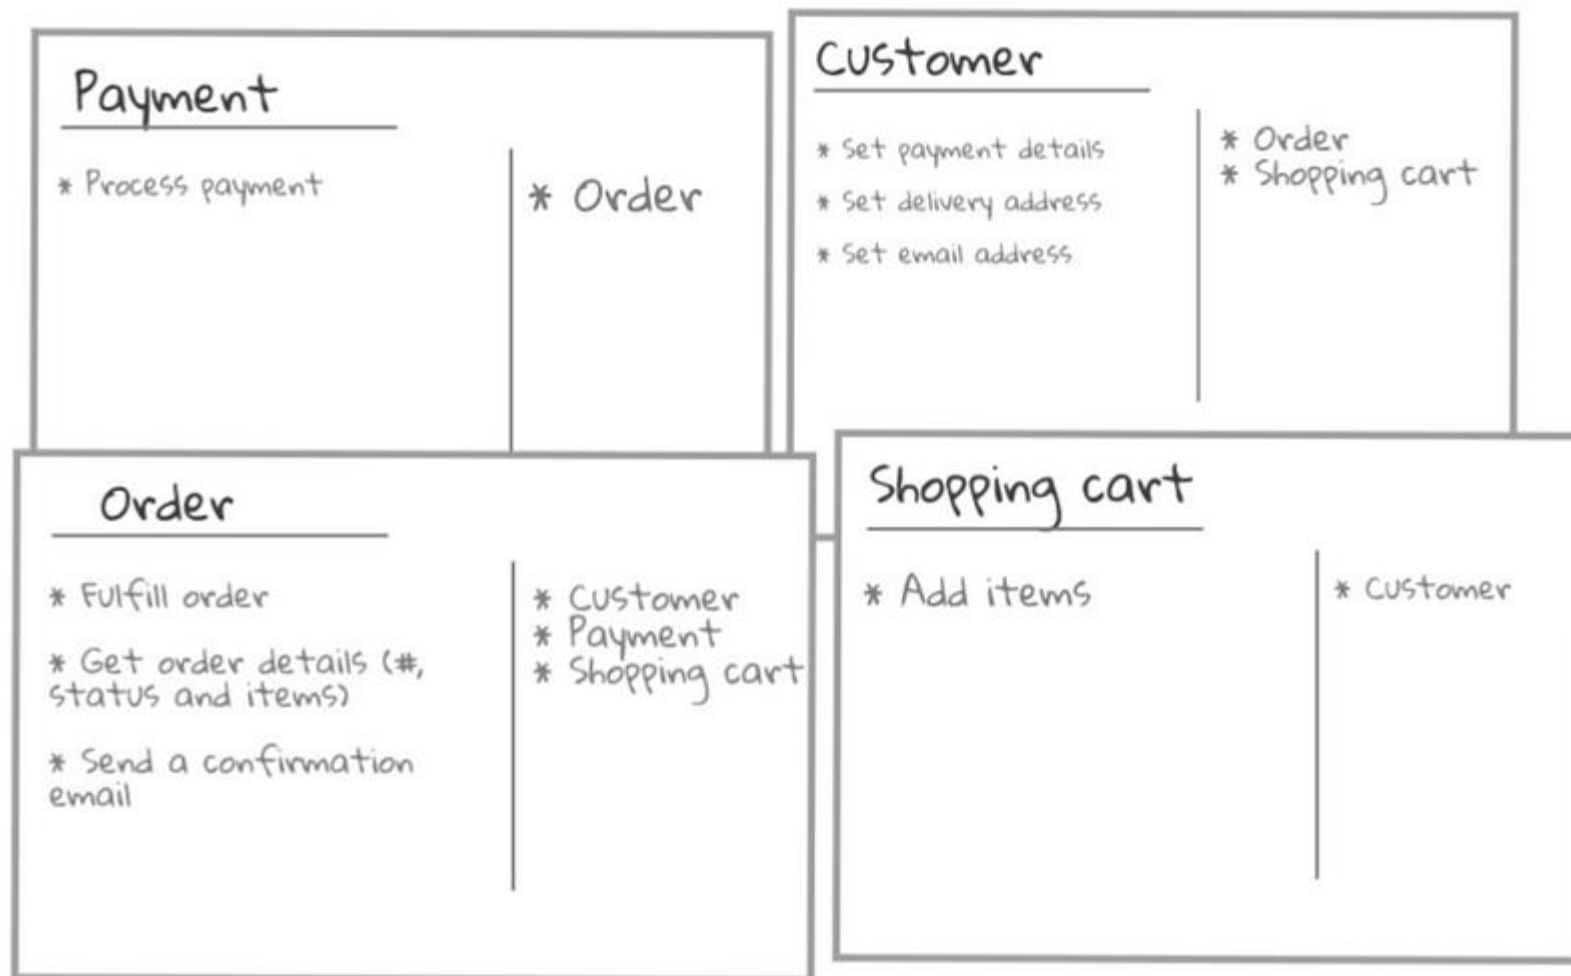 Payment
* Process payment
* Order
Customer
* Set payment details
* Set delivery address
* Set email address
* Order
* Shopping cart
Order
* Fulfill order
* Get order details (#,
status and items)
* Send a confirmation
email
* Customer
* Payment
* Shopping cart
Shopping cart
* Add items
* Customer